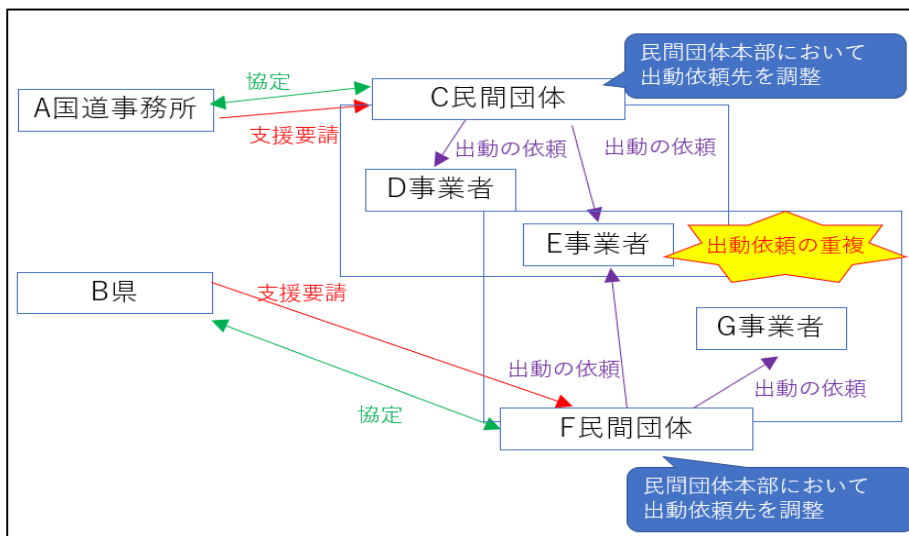 民間団体本部において
出動依頼先を調整
協定
C民間団体
A国道事務所
支援要請
出動の依頼
出動の依頼
D事業者
E事業者
出動依頼の重複
B県
支援要請
G事業者
出動の依頼
出動の依頼
協定
F民間団体
民間団体本部において
出動依頼先を調整